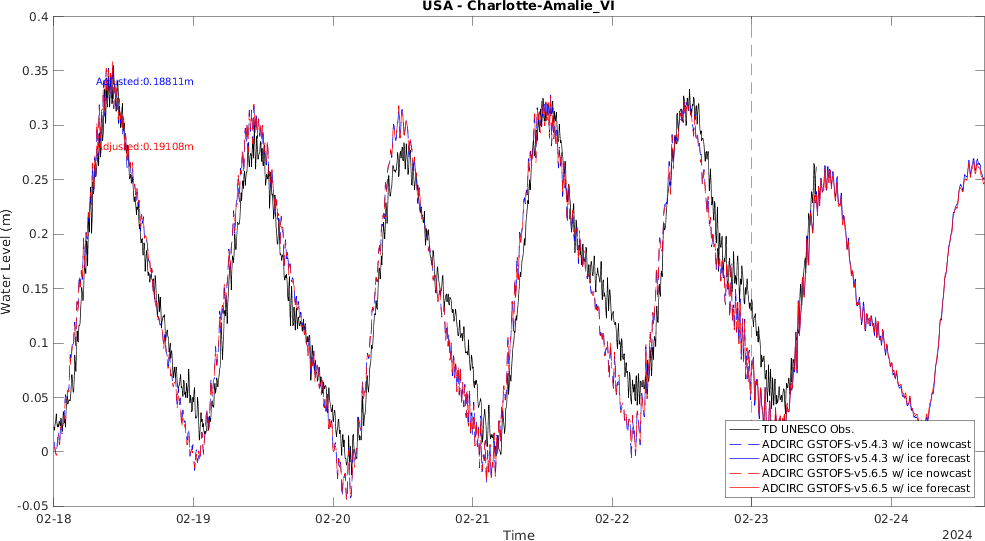 USA - Charlotte-Amalie_VI
0.4
0.35
0.3
0.25
0.2
0.15
0.1
0.05
0
-0.05
Water Level (m)
Adjusted:0.18811m
Adjusted:0.19108m
TD UNESCO Obs.
ADCIRC GSTOFS-v5.4.3 w/ ice nowcast
ADCIRC GSTOFS-v5.4.3 w/ ice forecast
ADCIRC GSTOFS-v5.6.5 w/ ice nowcast
ADCIRC GSTOFS-v5.6.5 w/ ice forecast
02-18 02-19 02-20 02-21 02-22 02-23 02-24
Time
2024